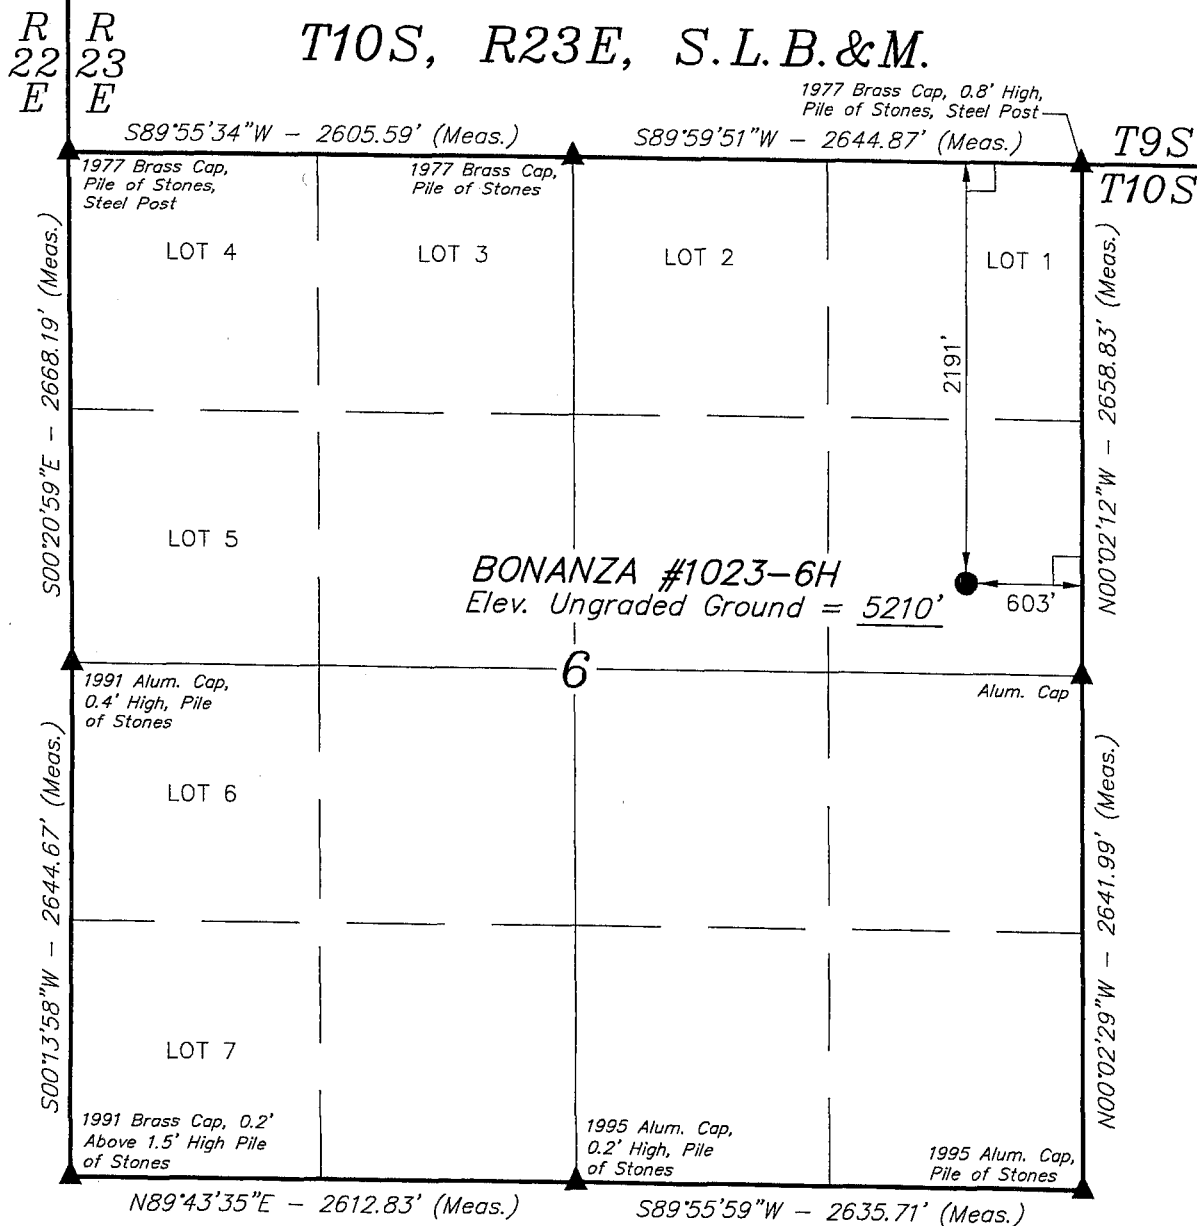 R R
22 23
E E
T10S, R23E, S.L.B.&M.
1977 Brass Cap, 0.8' High,
Pile of Stones, Steel Post
S89°55'34"W – 2605.59' (Meas.)
S89°59'51"W – 2644.87' (Meas.)
T9S
T10S
1977 Brass Cap,
Pile of Stones,
Steel Post
1977 Brass Cap,
Pile of Stones
LOT 4
LOT 3
LOT 2
LOT 1
S00°20'59"E – 2668.19' (Meas.)
2191'
N00°02'12"W – 2658.83' (Meas.)
LOT 5
BONANZA #1023-6H
Elev. Ungraded Ground = 5210'
603'
6
1991 Alum. Cap,
0.4' High, Pile
of Stones
Alum. Cap
LOT 6
S00°13'58"W – 2644.67' (Meas.)
N00°02'29"W – 2641.99' (Meas.)
LOT 7
1991 Brass Cap, 0.2'
Above 1.5' High Pile
of Stones
1995 Alum. Cap,
0.2' High, Pile
of Stones
1995 Alum. Cap,
Pile of Stones
N89°43'35"E – 2612.83' (Meas.)
S89°55'59"W – 2635.71' (Meas.)